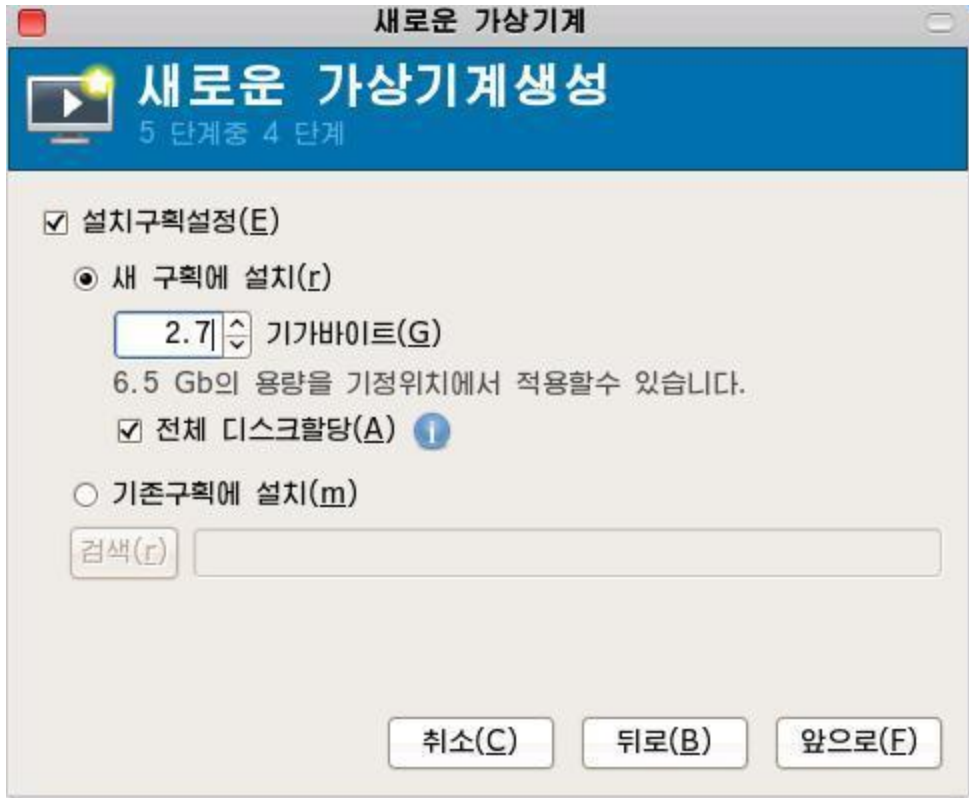 새로운 가상기계
새로운 가상기계생성
5 단계중 4 단계
설치구획설정(E)
새 구획에 설치(r)
2.7 기가바이트(G)
6.5 Gb의 용량을 기정위치에서 적용할수 있습니다.
전체 디스크할당(A)
기존구획에 설치(m)
검색(r)
취소(C) 뒤로(B) 앞으로(F)